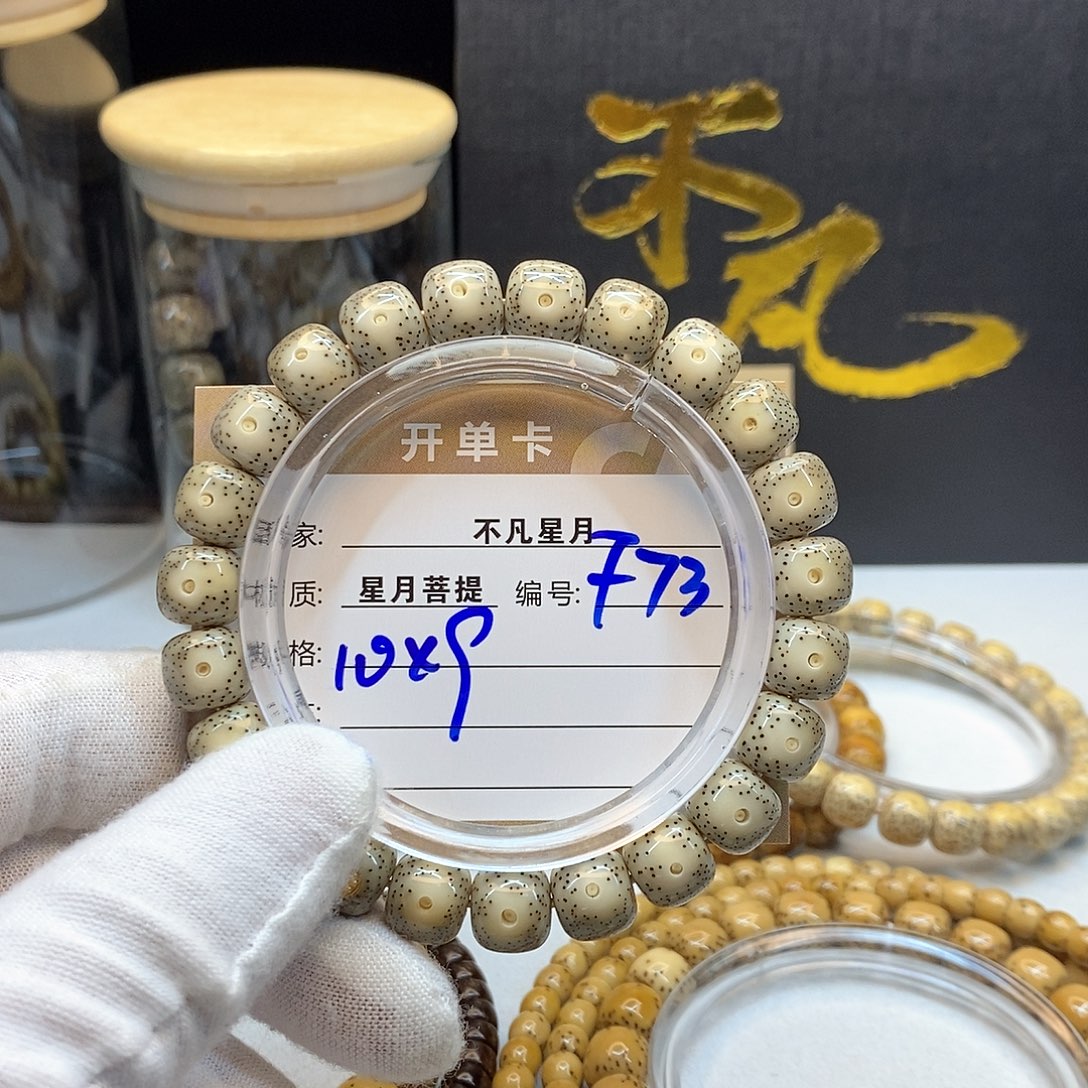 不凡
开单卡
家: 不凡星月
质: 星月菩提 编号: F73
格: 10x9